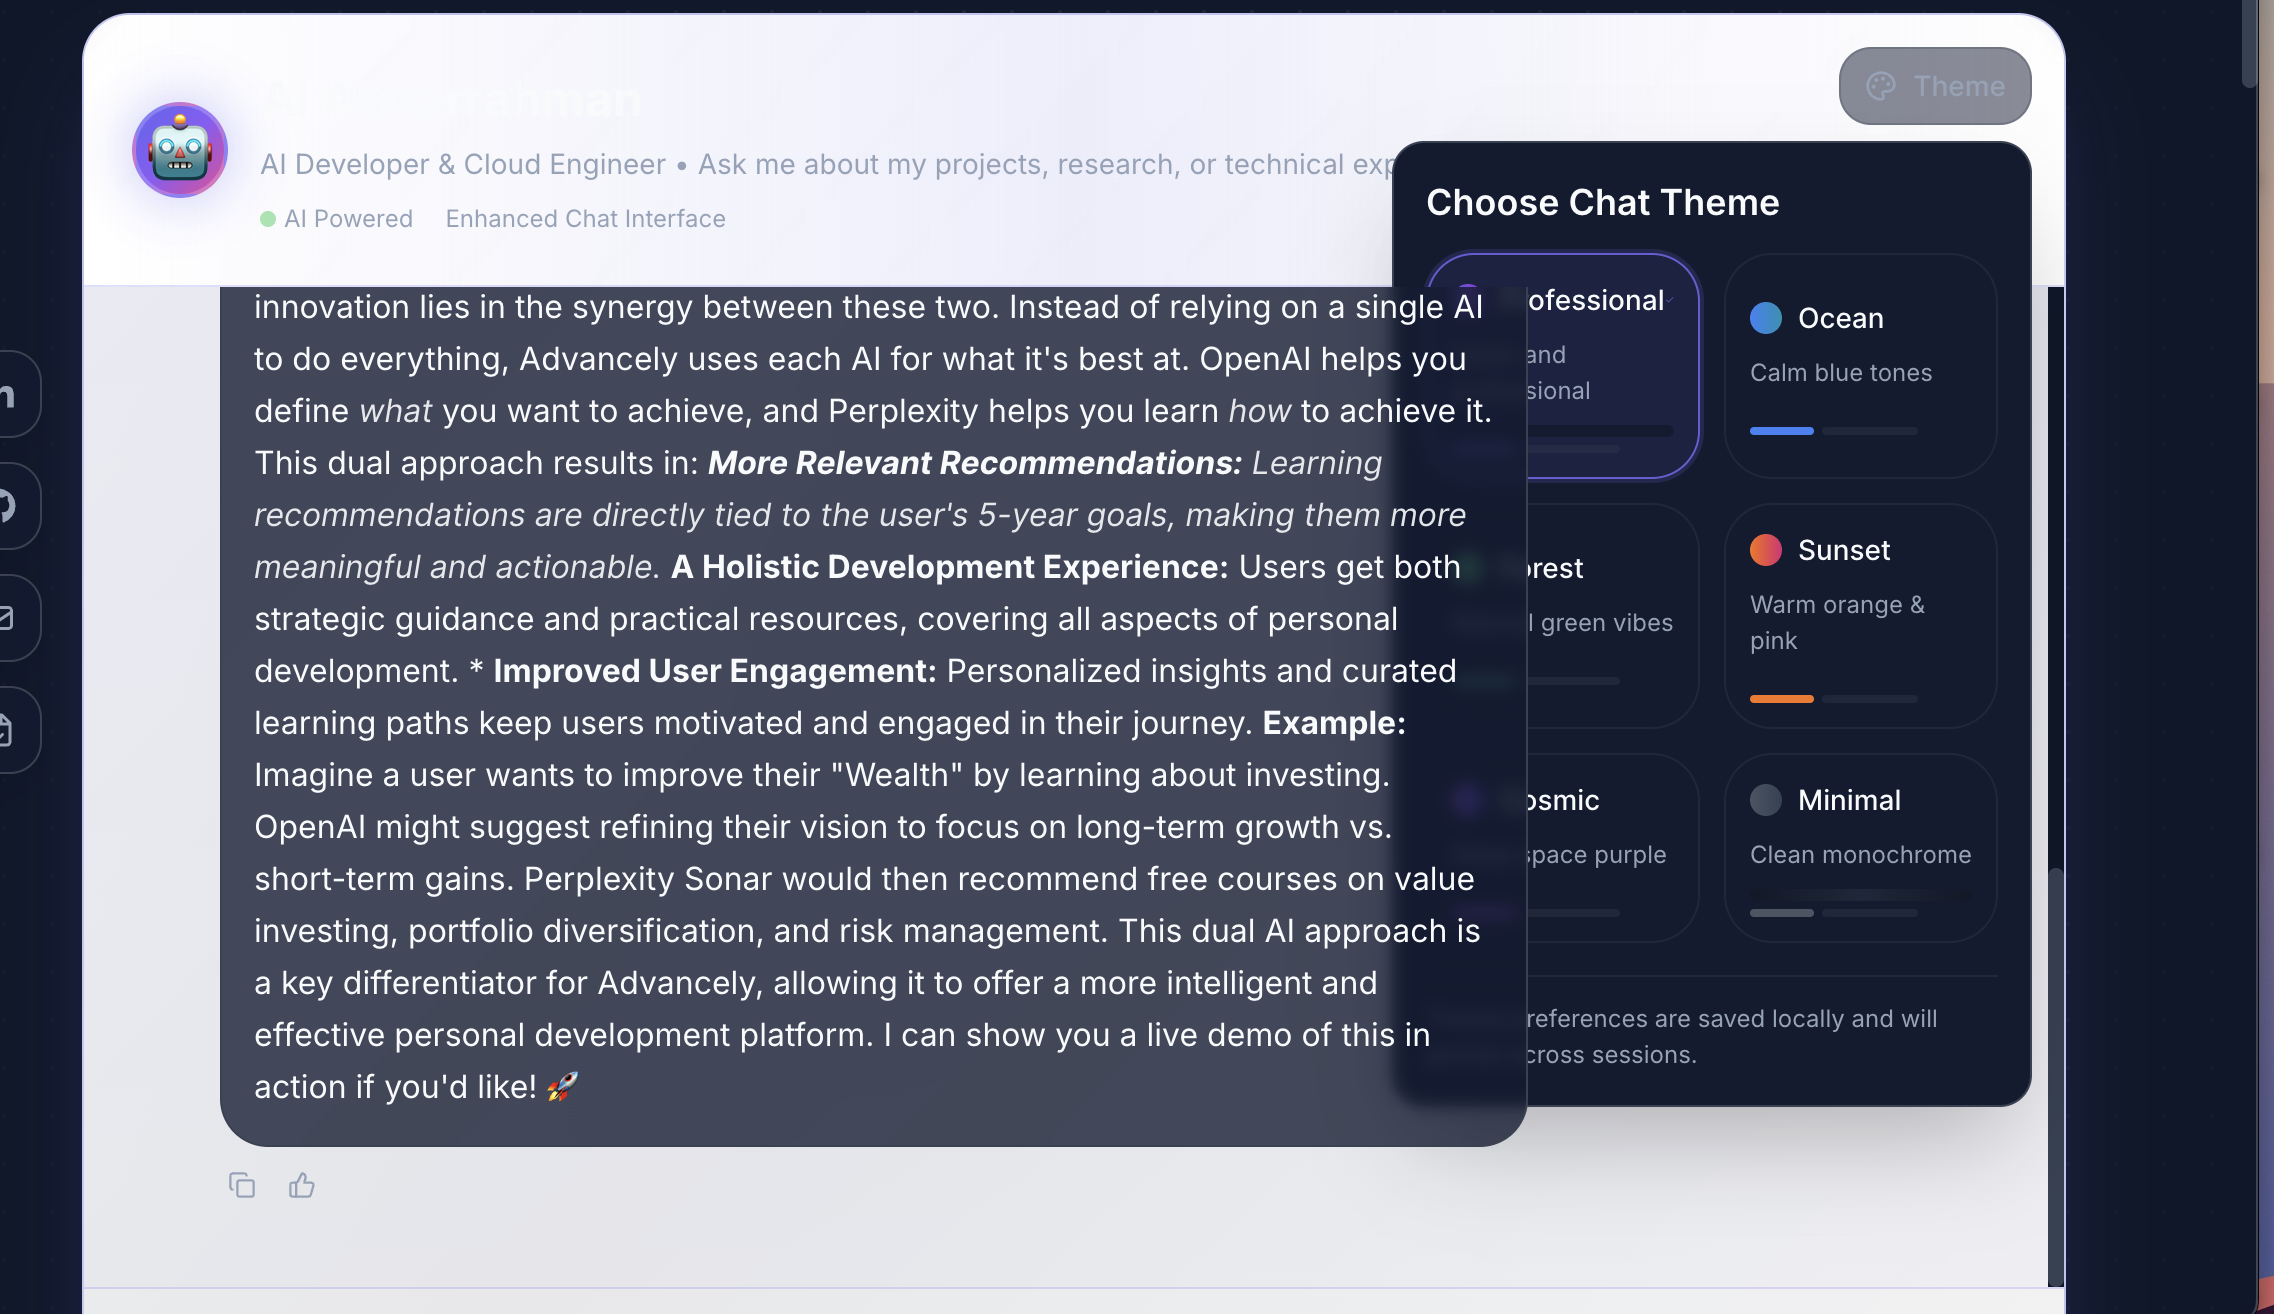 AI rahman
Theme
AI Developer & Cloud Engineer • Ask me about my projects, research, or technical exp
AI Powered Enhanced Chat Interface
Choose Chat Theme
ofessional
and
sional
Ocean
Calm blue tones
rest
l green vibes
Sunset
Warm orange &
pink
osmic
space purple
Minimal
Clean monochrome
references are saved locally and will
cross sessions.
innovation lies in the synergy between these two. Instead of relying on a single AI
to do everything, Advancely uses each AI for what it's best at. OpenAI helps you
define what you want to achieve, and Perplexity helps you learn how to achieve it.
This dual approach results in: More Relevant Recommendations: Learning
recommendations are directly tied to the user's 5-year goals, making them more
meaningful and actionable. A Holistic Development Experience: Users get both
strategic guidance and practical resources, covering all aspects of personal
development. * Improved User Engagement: Personalized insights and curated
learning paths keep users motivated and engaged in their journey. Example:
Imagine a user wants to improve their "Wealth" by learning about investing.
OpenAI might suggest refining their vision to focus on long-term growth vs.
short-term gains. Perplexity Sonar would then recommend free courses on value
investing, portfolio diversification, and risk management. This dual AI approach is
a key differentiator for Advancely, allowing it to offer a more intelligent and
effective personal development platform. I can show you a live demo of this in
action if you'd like! 🚀